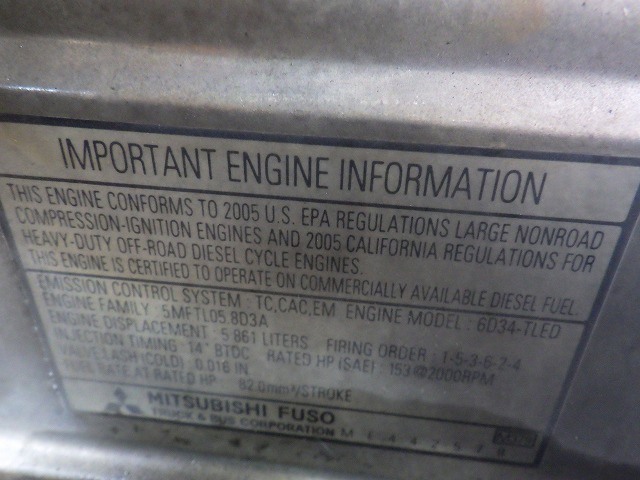 IMPORTANT ENGINE INFORMATION
THIS ENGINE CONFORMS TO 2005 U.S. EPA REGULATIONS LARGE NONROAD
COMPRESSION-IGNITION ENGINES AND 2005 CALIFORNIA REGULATIONS FOR
HEAVY-DUTY OFF-ROAD DIESEL CYCLE ENGINES.
THIS ENGINE IS CERTIFIED TO OPERATE ON COMMERCIALLY AVAILABLE DIESEL FUEL.
EMISSION CONTROL SYSTEM : TC,CAC,EM ENGINE MODEL : 6D34-TLED
ENGINE FAMILY : 5MFTL05.8D3A
ENGINE DISPLACEMENT : 5.861 LITERS FIRING ORDER : 1-5-3-6-2-4
INJECTION TIMING : 14° BTDC RATED HP (SAE) : 153@2000RPM
VALVE LASH (COLD) : 0.016 IN
FUEL RATE AT RATED HP 82.0mm³/STROKE
MITSUBISHI FUSO
TRUCK & BUS CORPORATION ME442578